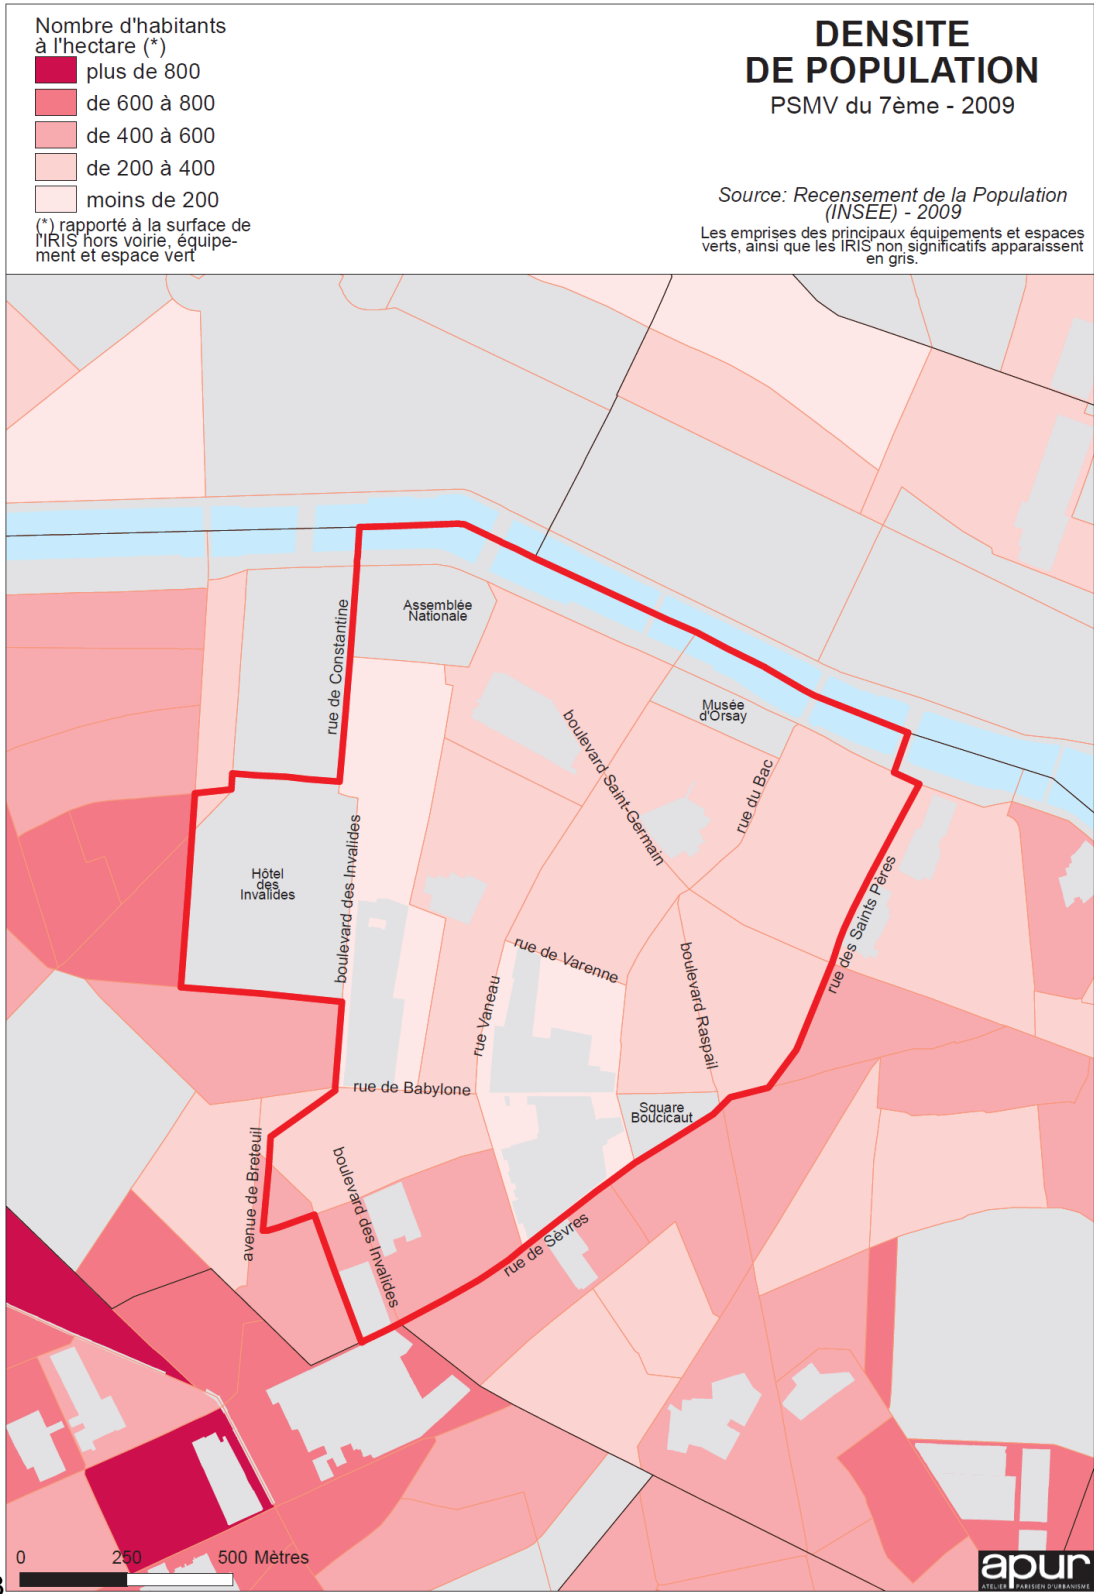 Nombre d'habitants
à l'hectare (*)
plus de 800
de 600 à 800
de 400 à 600
de 200 à 400
moins de 200
(*) rapporté à la surface de
l'IRIS hors voirie, équipe-
ment et espace vert
DENSITE
DE POPULATION
PSMV du 7ème - 2009
Source: Recensement de la Population
(INSEE) - 2009
Les emprises des principaux équipements et espaces
verts, ainsi que les IRIS non significatifs apparaissent
en gris.
Assemblée
Nationale
rue de Constantine
Musée
d'Orsay
boulevard Saint-Germain
rue du Bac
Hôtel
des
Invalides
boulevard des Invalides
rue des Saints Pères
rue de Varenne
boulevard Raspail
rue Vaneau
rue de Babylone
Square
Boucicaut
avenue de Breteuil
boulevard des Invalides
rue de Sèvres
0 250 500 Mètres
apur
ATELIER PARISIEN D'URBANISME